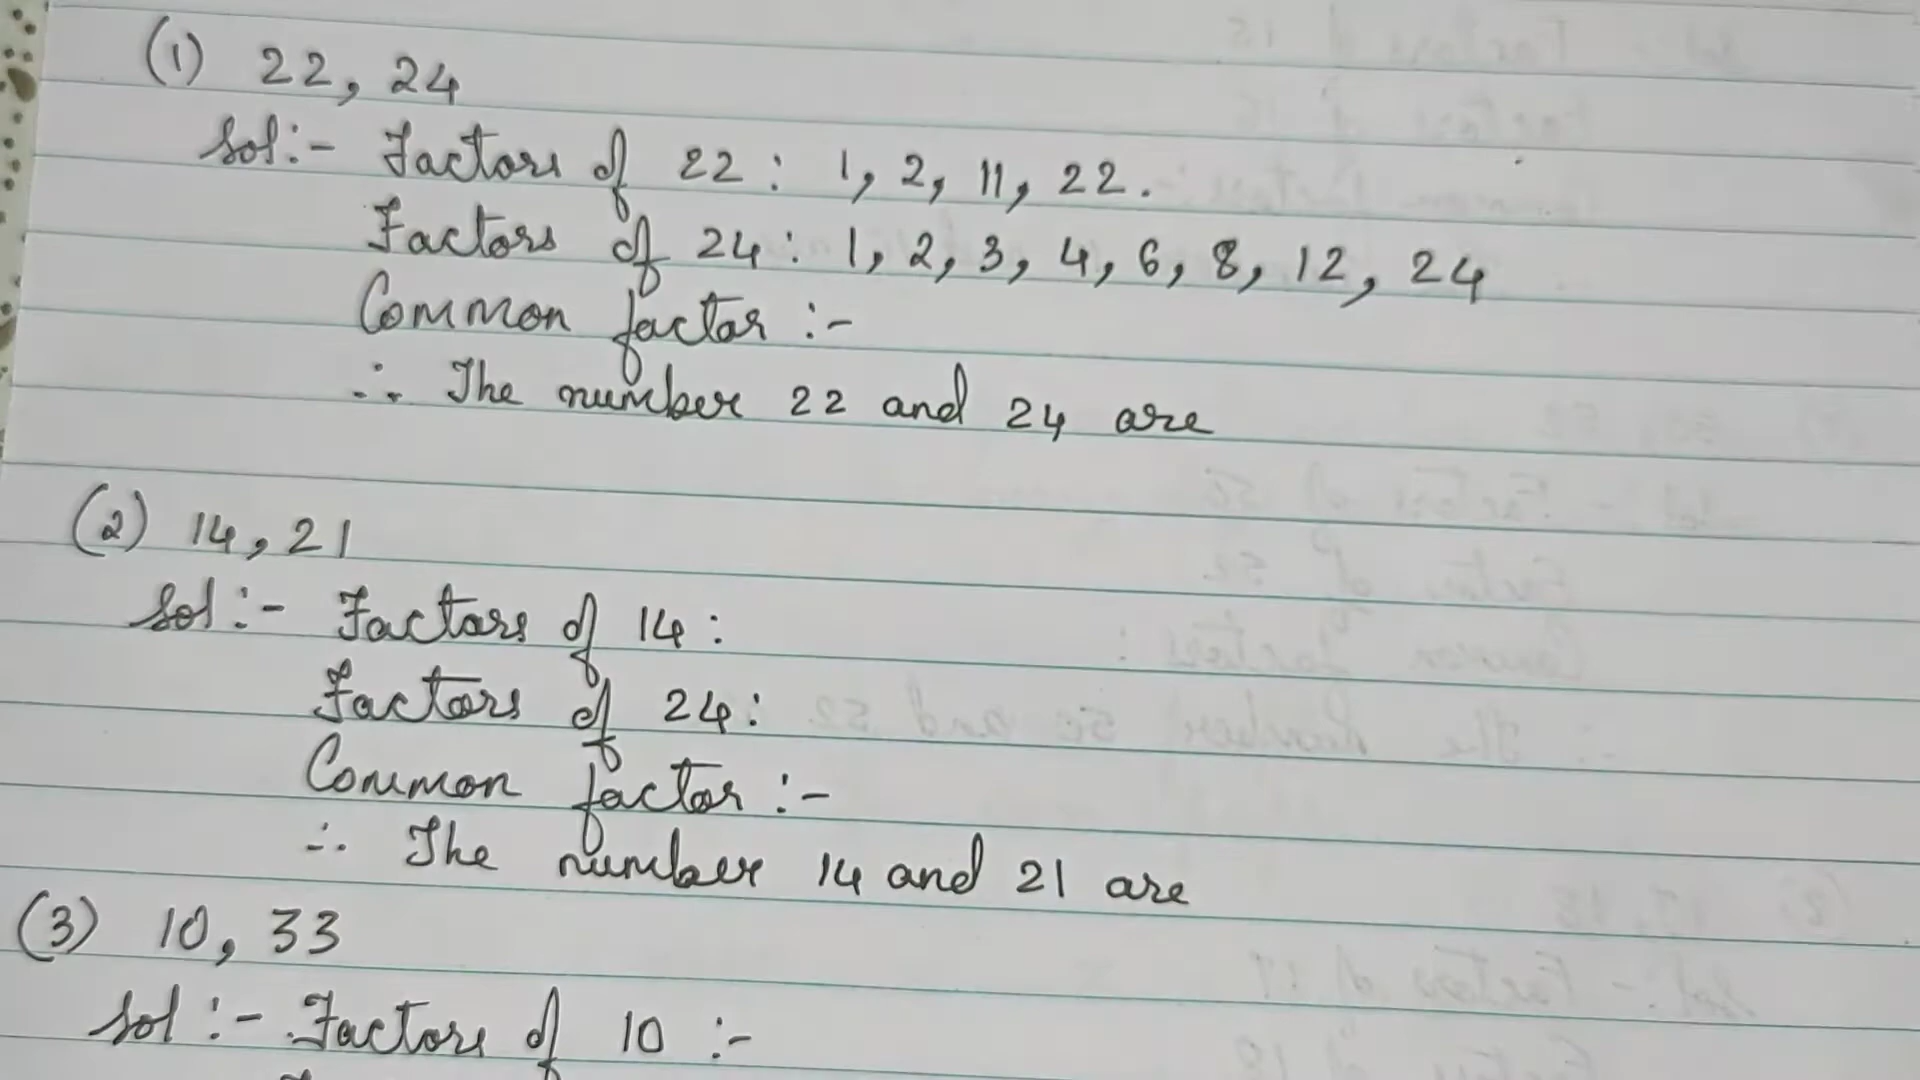 (1) 22, 24
Sol:- Factors of 22 : 1, 2, 11, 22.
Factors of 24 : 1, 2, 3, 4, 6, 8, 12, 24
Common factor :-
∴ The number 22 and 24 are
(2) 14, 21
Sol :- Factors of 14 :
Factors of 24 :
Common factor :-
∴ The number 14 and 21 are
(3) 10, 33
Sol :- Factors of 10 :-